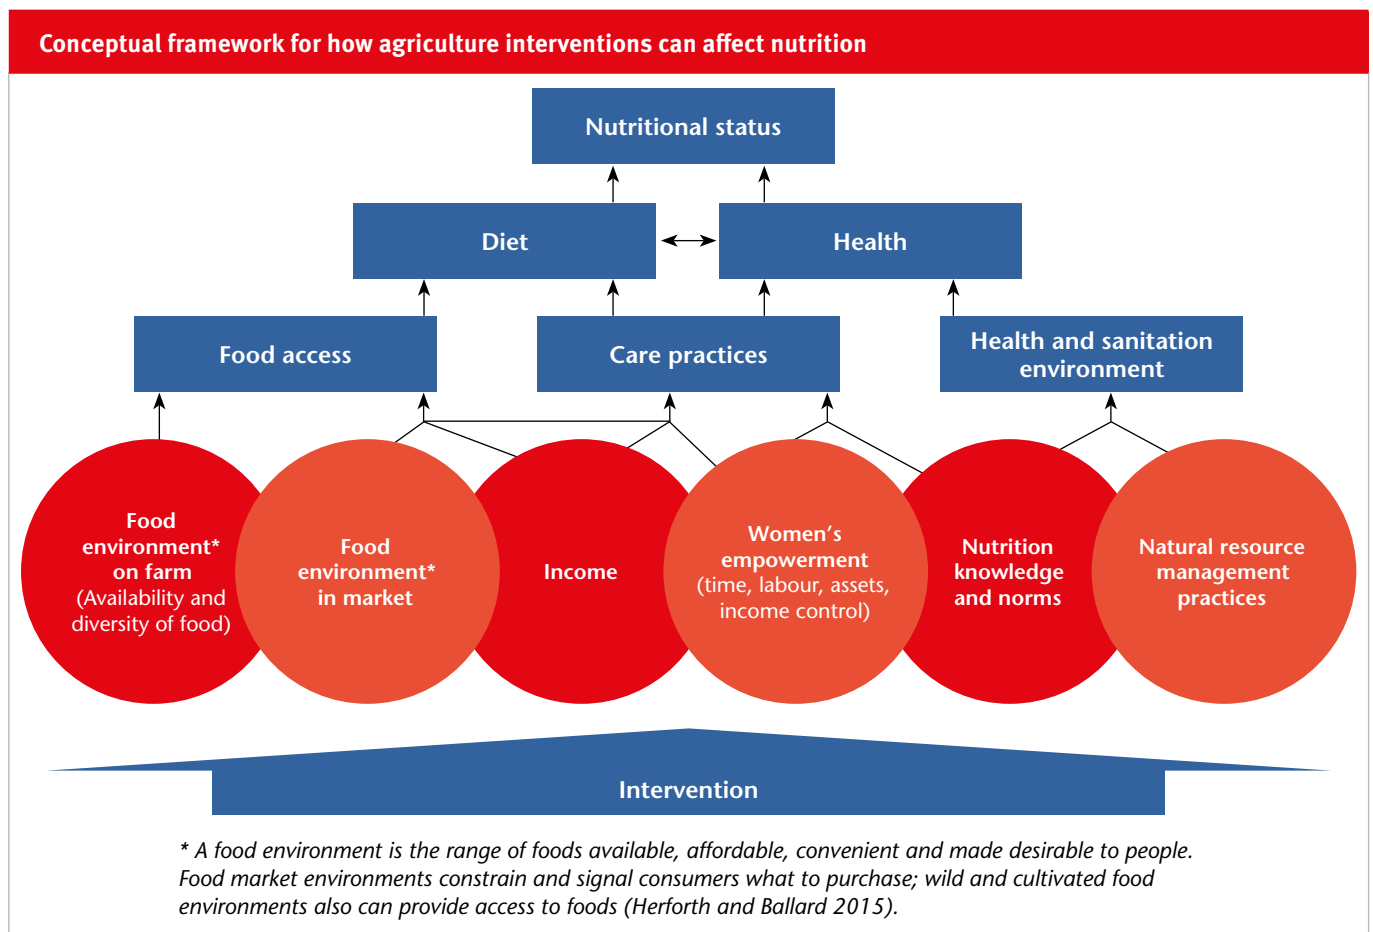 Conceptual framework for how agriculture interventions can affect nutrition
Nutritional status
Diet
Health
Food access
Care practices
Health and sanitation
environment
Food
environment*
on farm
(Availability and
diversity of food)
Food
environment*
in market
Income
Women’s
empowerment
(time, labour, assets,
income control)
Nutrition
knowledge
and norms
Natural resource
management
practices
Intervention
* A food environment is the range of foods available, affordable, convenient and made desirable to people.
Food market environments constrain and signal consumers what to purchase; wild and cultivated food
environments also can provide access to foods (Herforth and Ballard 2015).